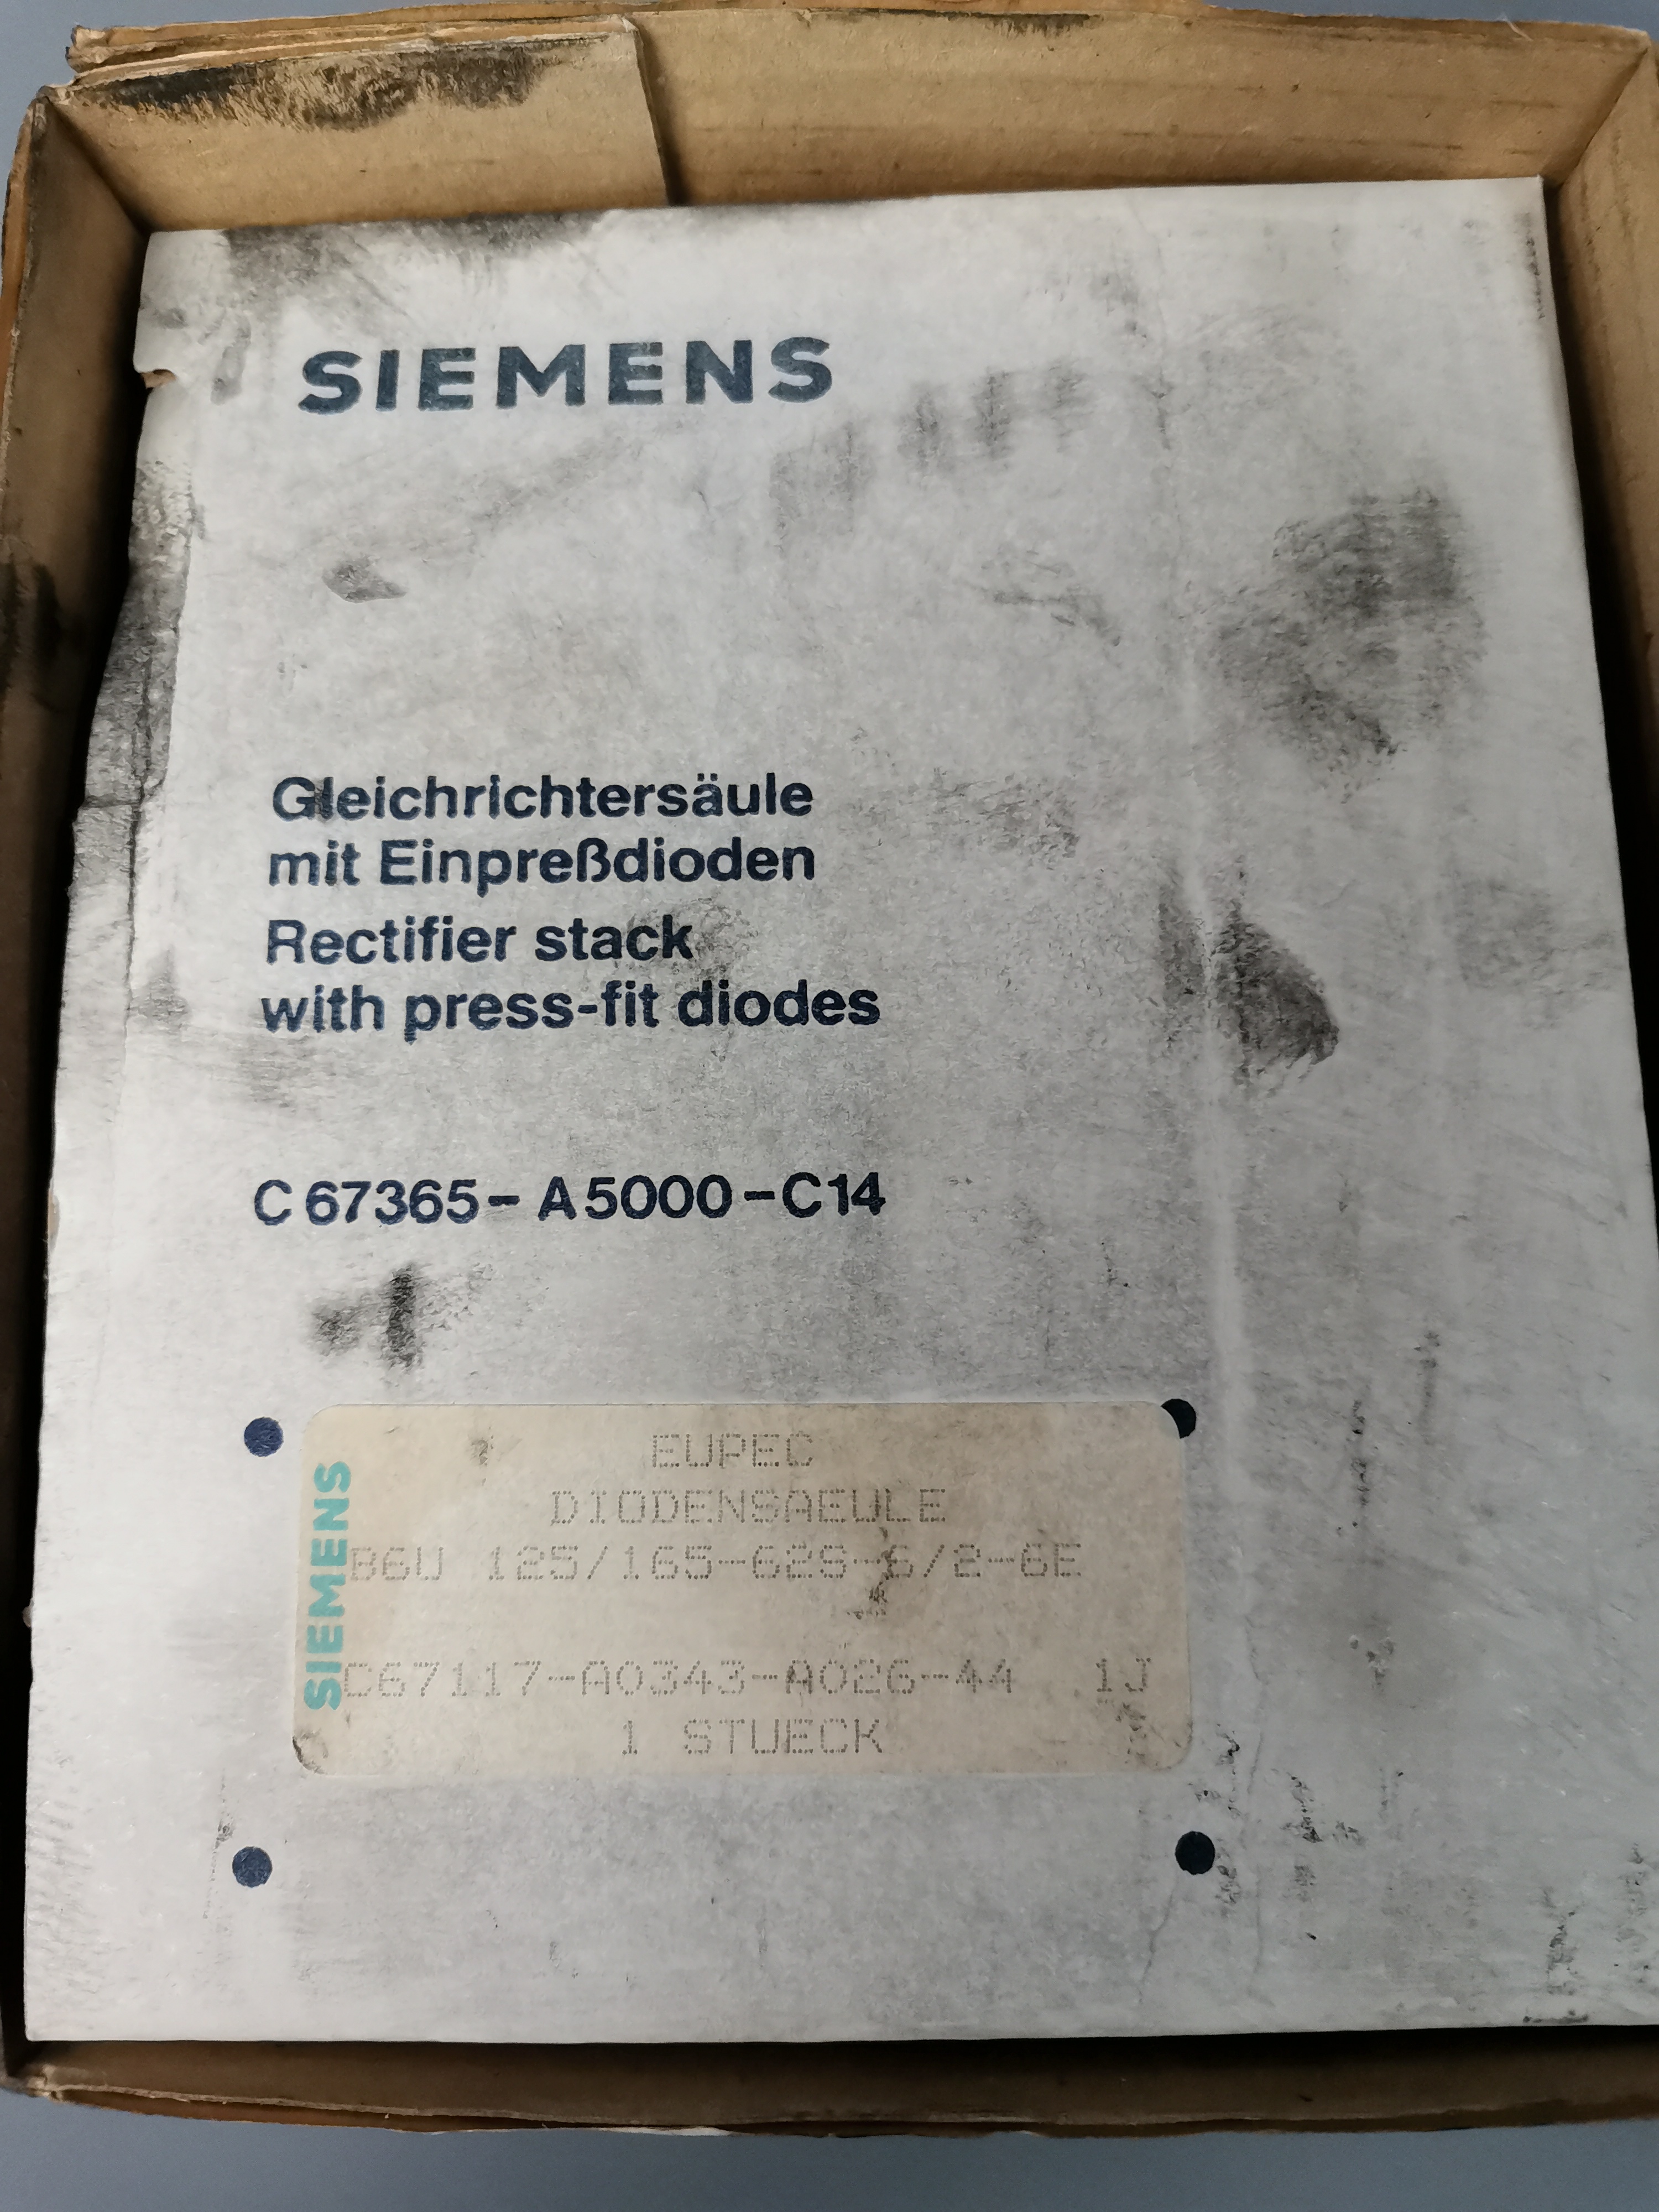 SIEMENS
Gleichrichtersäule
mit Einpreßdioden
Rectifier stack
with press-fit diodes
C 67365-A5000-C14
SIEMENS
EUPEC
DIODENSAEULE
B6U 125/165-62S-6/2-6E
C67117-A0343-A026-44 1J
1 STUECK